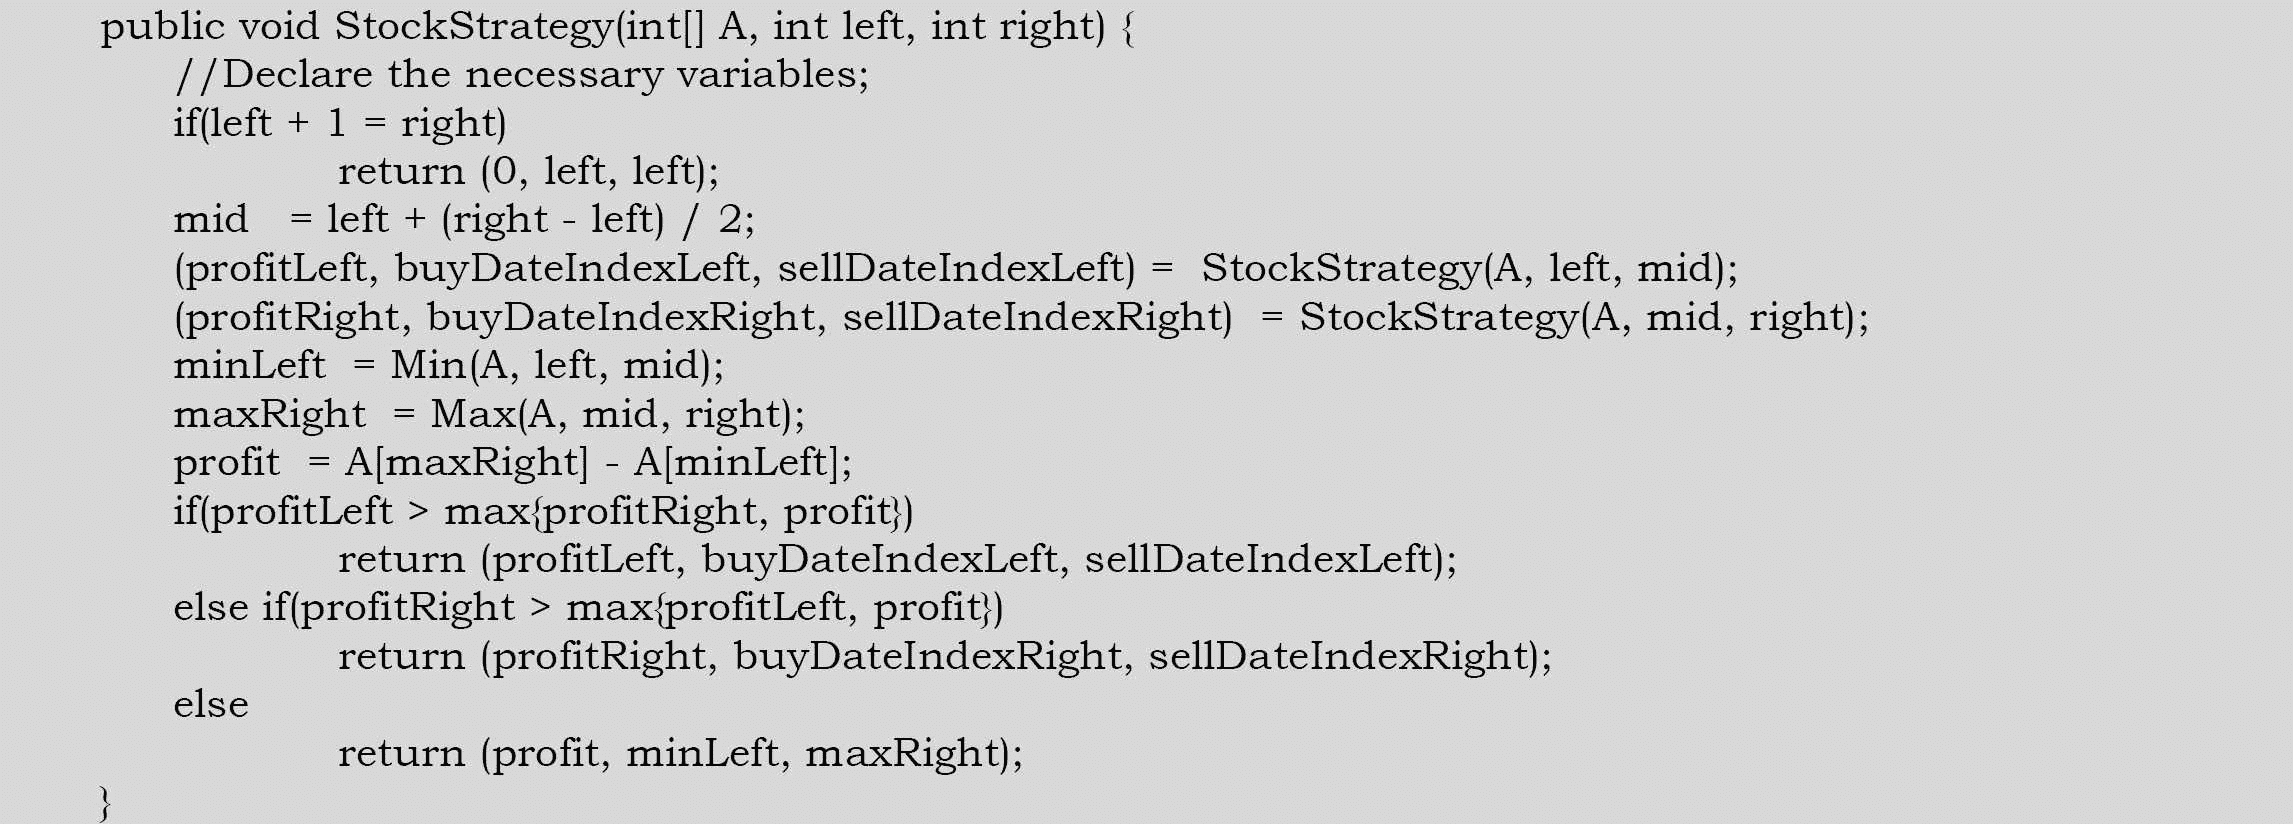 public void StockStrategy(int[] A, int left, int right) {
//Declare the necessary variables;
if(left + 1 = right)
return (0, left, left);
mid = left + (right - left) / 2;
(profitLeft, buyDateIndexLeft, sellDateIndexLeft) = StockStrategy(A, left, mid);
(profitRight, buyDateIndexRight, sellDateIndexRight) = StockStrategy(A, mid, right);
minLeft = Min(A, left, mid);
maxRight = Max(A, mid, right);
profit = A[maxRight] - A[minLeft];
if(profitLeft > max{profitRight, profit})
return (profitLeft, buyDateIndexLeft, sellDateIndexLeft);
else if(profitRight > max{profitLeft, profit})
return (profitRight, buyDateIndexRight, sellDateIndexRight);
else
return (profit, minLeft, maxRight);
}